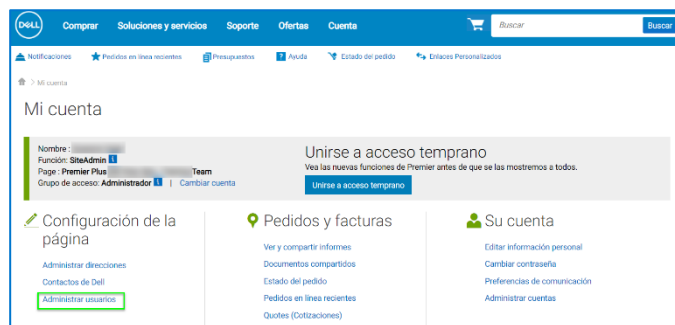 DELL Comprar Soluciones y servicios Soporte Ofertas Cuenta Buscar Buscar
Notificaciones Pedidos en línea recientes Presupuestos ? Ayuda Estado del pedido Enlaces Personalizados
> Mi cuenta
Mi cuenta
Nombre :
Función: SiteAdmin i
Page : Premier Plus Team
Grupo de acceso: Administrador i | Cambiar cuenta
Unirse a acceso temprano
Vea las nuevas funciones de Premier antes de que se las mostremos a todos.
Unirse a acceso temprano
Configuración de la
página
Administrar direcciones
Contactos de Dell
Administrar usuarios
Pedidos y facturas
Ver y compartir informes
Documentos compartidos
Estado del pedido
Pedidos en línea recientes
Quotes (Cotizaciones)
Su cuenta
Editar información personal
Cambiar contraseña
Preferencias de comunicación
Administrar cuentas